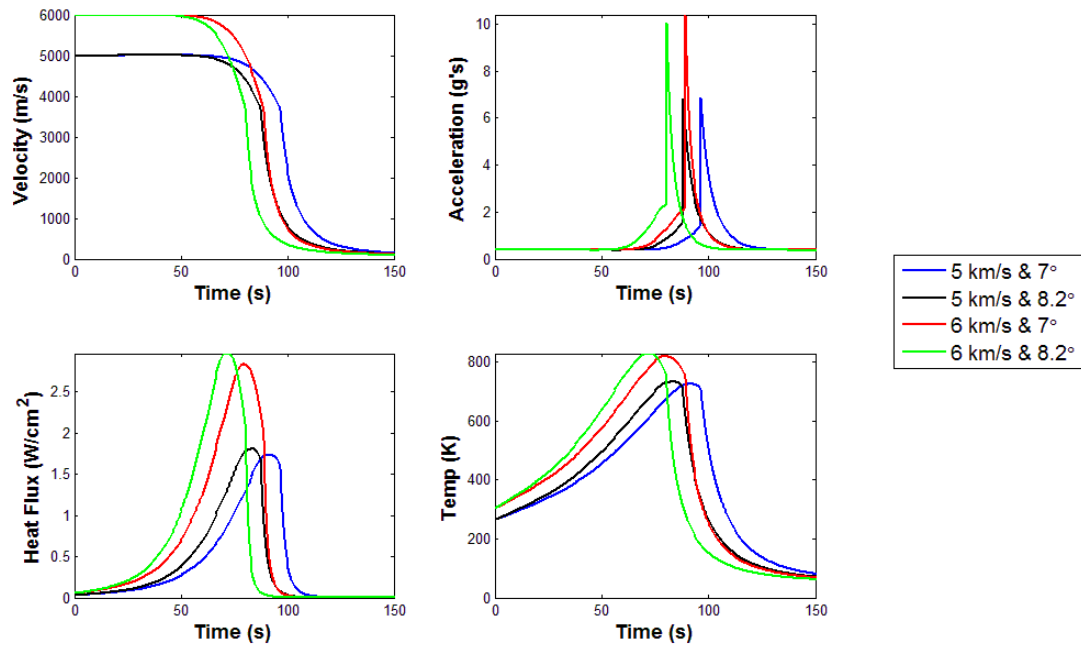 6000
5000
4000
3000
2000
1000
0
Velocity (m/s)
0 50 100 150
Time (s)
10
8
6
4
2
0
Acceleration (g's)
0 50 100 150
Time (s)
5 km/s & 7°
5 km/s & 8.2°
6 km/s & 7°
6 km/s & 8.2°
2.5
2
1.5
1
0.5
0
Heat Flux (W/cm²)
0 50 100 150
Time (s)
800
600
400
200
0
Temp (K)
0 50 100 150
Time (s)